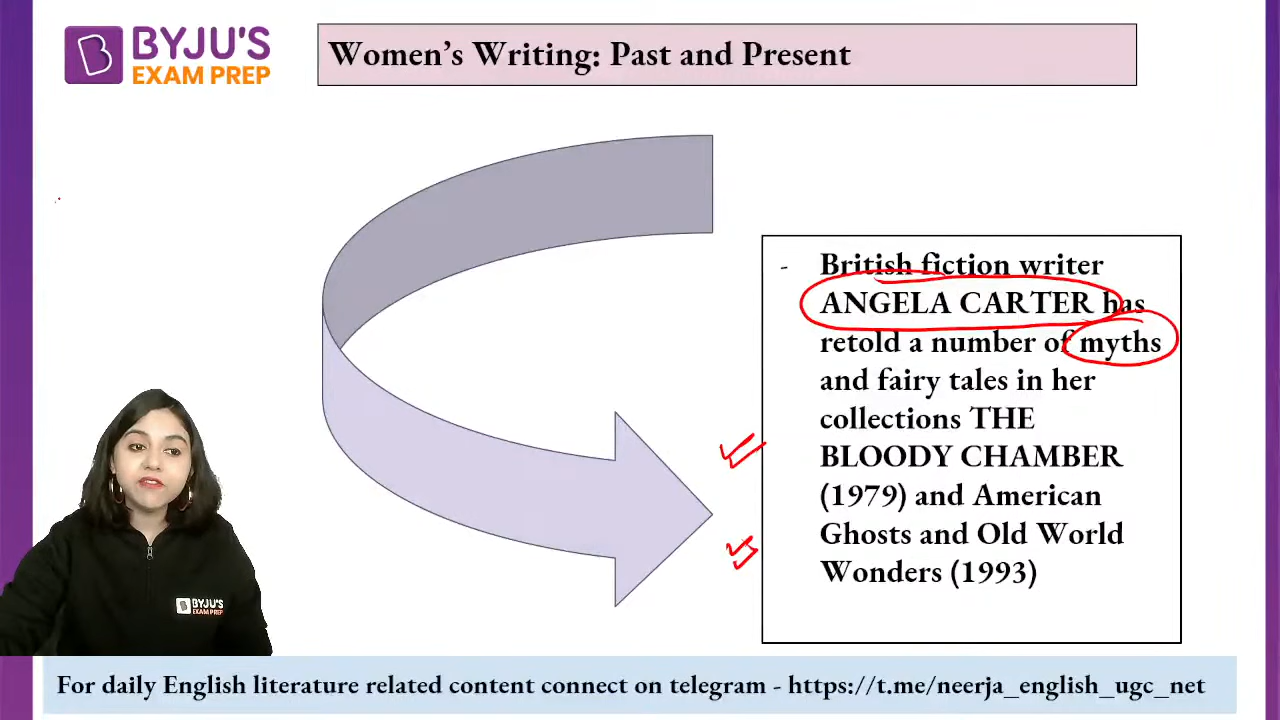 BYJU'S
EXAM PREP
Women's Writing: Past and Present
- British fiction writer
ANGELA CARTER has
retold a number of myths
and fairy tales in her
collections THE
BLOODY CHAMBER
(1979) and American
Ghosts and Old World
Wonders (1993)
BYJU'S
EXAM PREP
For daily English literature related content connect on telegram - https://t.me/neerja_english_ugc_net